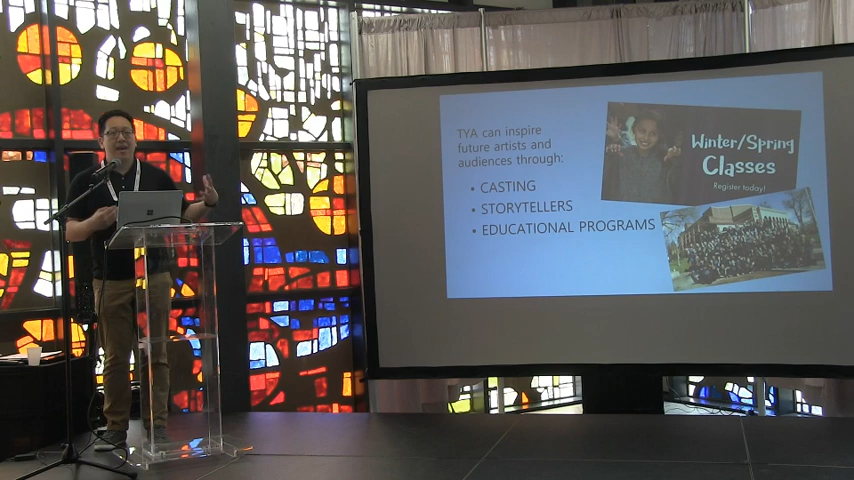 TYA can inspire
future artists and
audiences through:
• CASTING
• STORYTELLERS
• EDUCATIONAL PROGRAMS
Winter/Spring
Classes
Register today!